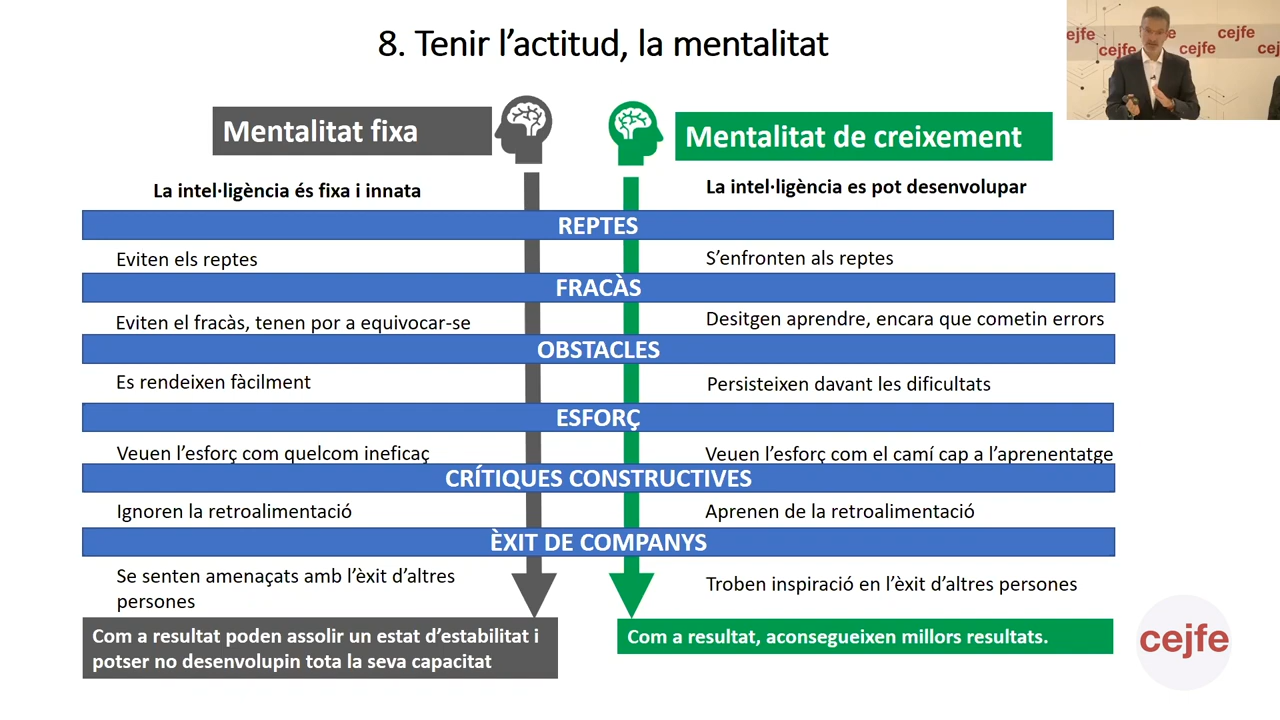 8. Tenir l’actitud, la mentalitat
cejfe
cejfe
cejfe
cejfe
Mentalitat fixa
Mentalitat de creixement
La intel·ligència és fixa i innata
La intel·ligència es pot desenvolupar
REPTES
Eviten els reptes
S’enfronten als reptes
FRACÀS
Eviten el fracàs, tenen por a equivocar-se
Desitgen aprendre, encara que cometin errors
OBSTACLES
Es rendeixen fàcilment
Persisteixen davant les dificultats
ESFORÇ
Veuen l’esforç com quelcom ineficaç
Veuen l’esforç com el camí cap a l’aprenentatge
CRÍTIQUES CONSTRUCTIVES
Ignoren la retroalimentació
Aprenen de la retroalimentació
ÈXIT DE COMPANYS
Se senten amenaçats amb l’èxit d’altres
persones
Troben inspiració en l’èxit d’altres persones
Com a resultat poden assolir un estat d’estabilitat i
potser no desenvolupin tota la seva capacitat
Com a resultat, aconsegueixen millors resultats.
cejfe